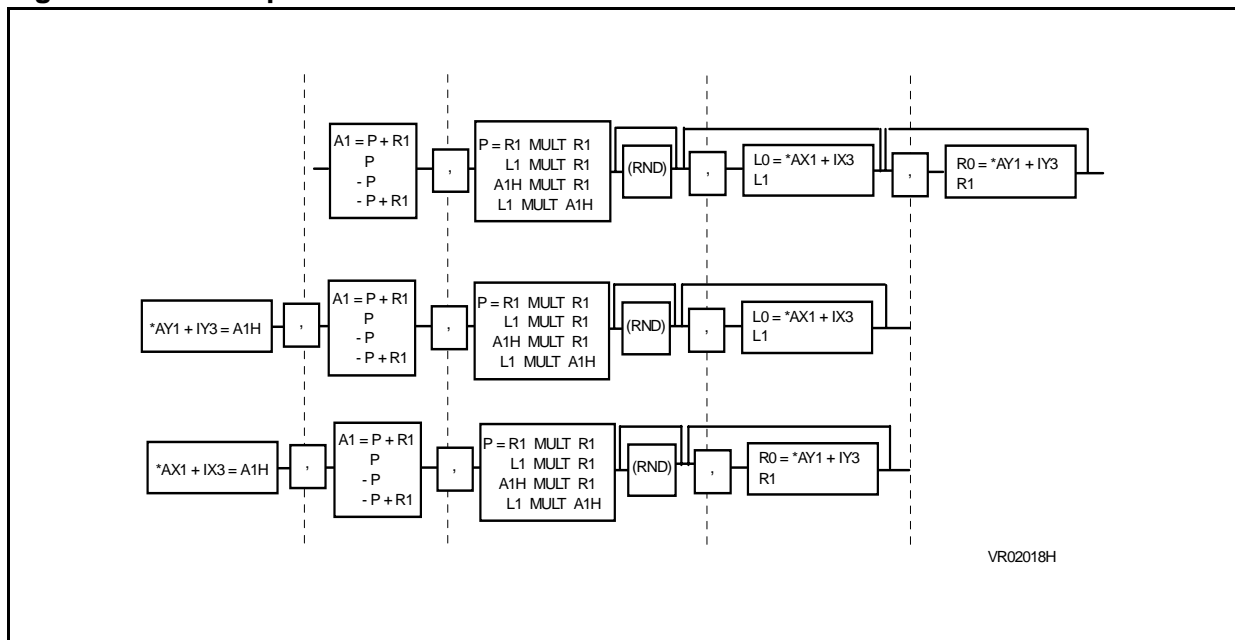 A1 = P + R1
P
- P
- P + R1
,
P = R1 MULT R1
L1 MULT R1
A1H MULT R1
L1 MULT A1H
(RND)
,
L0 = *AX1 + IX3
L1
,
R0 = *AY1 + IY3
R1
*AY1 + IY3 = A1H
,
A1 = P + R1
P
- P
- P + R1
,
P = R1 MULT R1
L1 MULT R1
A1H MULT R1
L1 MULT A1H
(RND)
,
L0 = *AX1 + IX3
L1
*AX1 + IX3 = A1H
,
A1 = P + R1
P
- P
- P + R1
,
P = R1 MULT R1
L1 MULT R1
A1H MULT R1
L1 MULT A1H
(RND)
,
R0 = *AY1 + IY3
R1
VR02018H